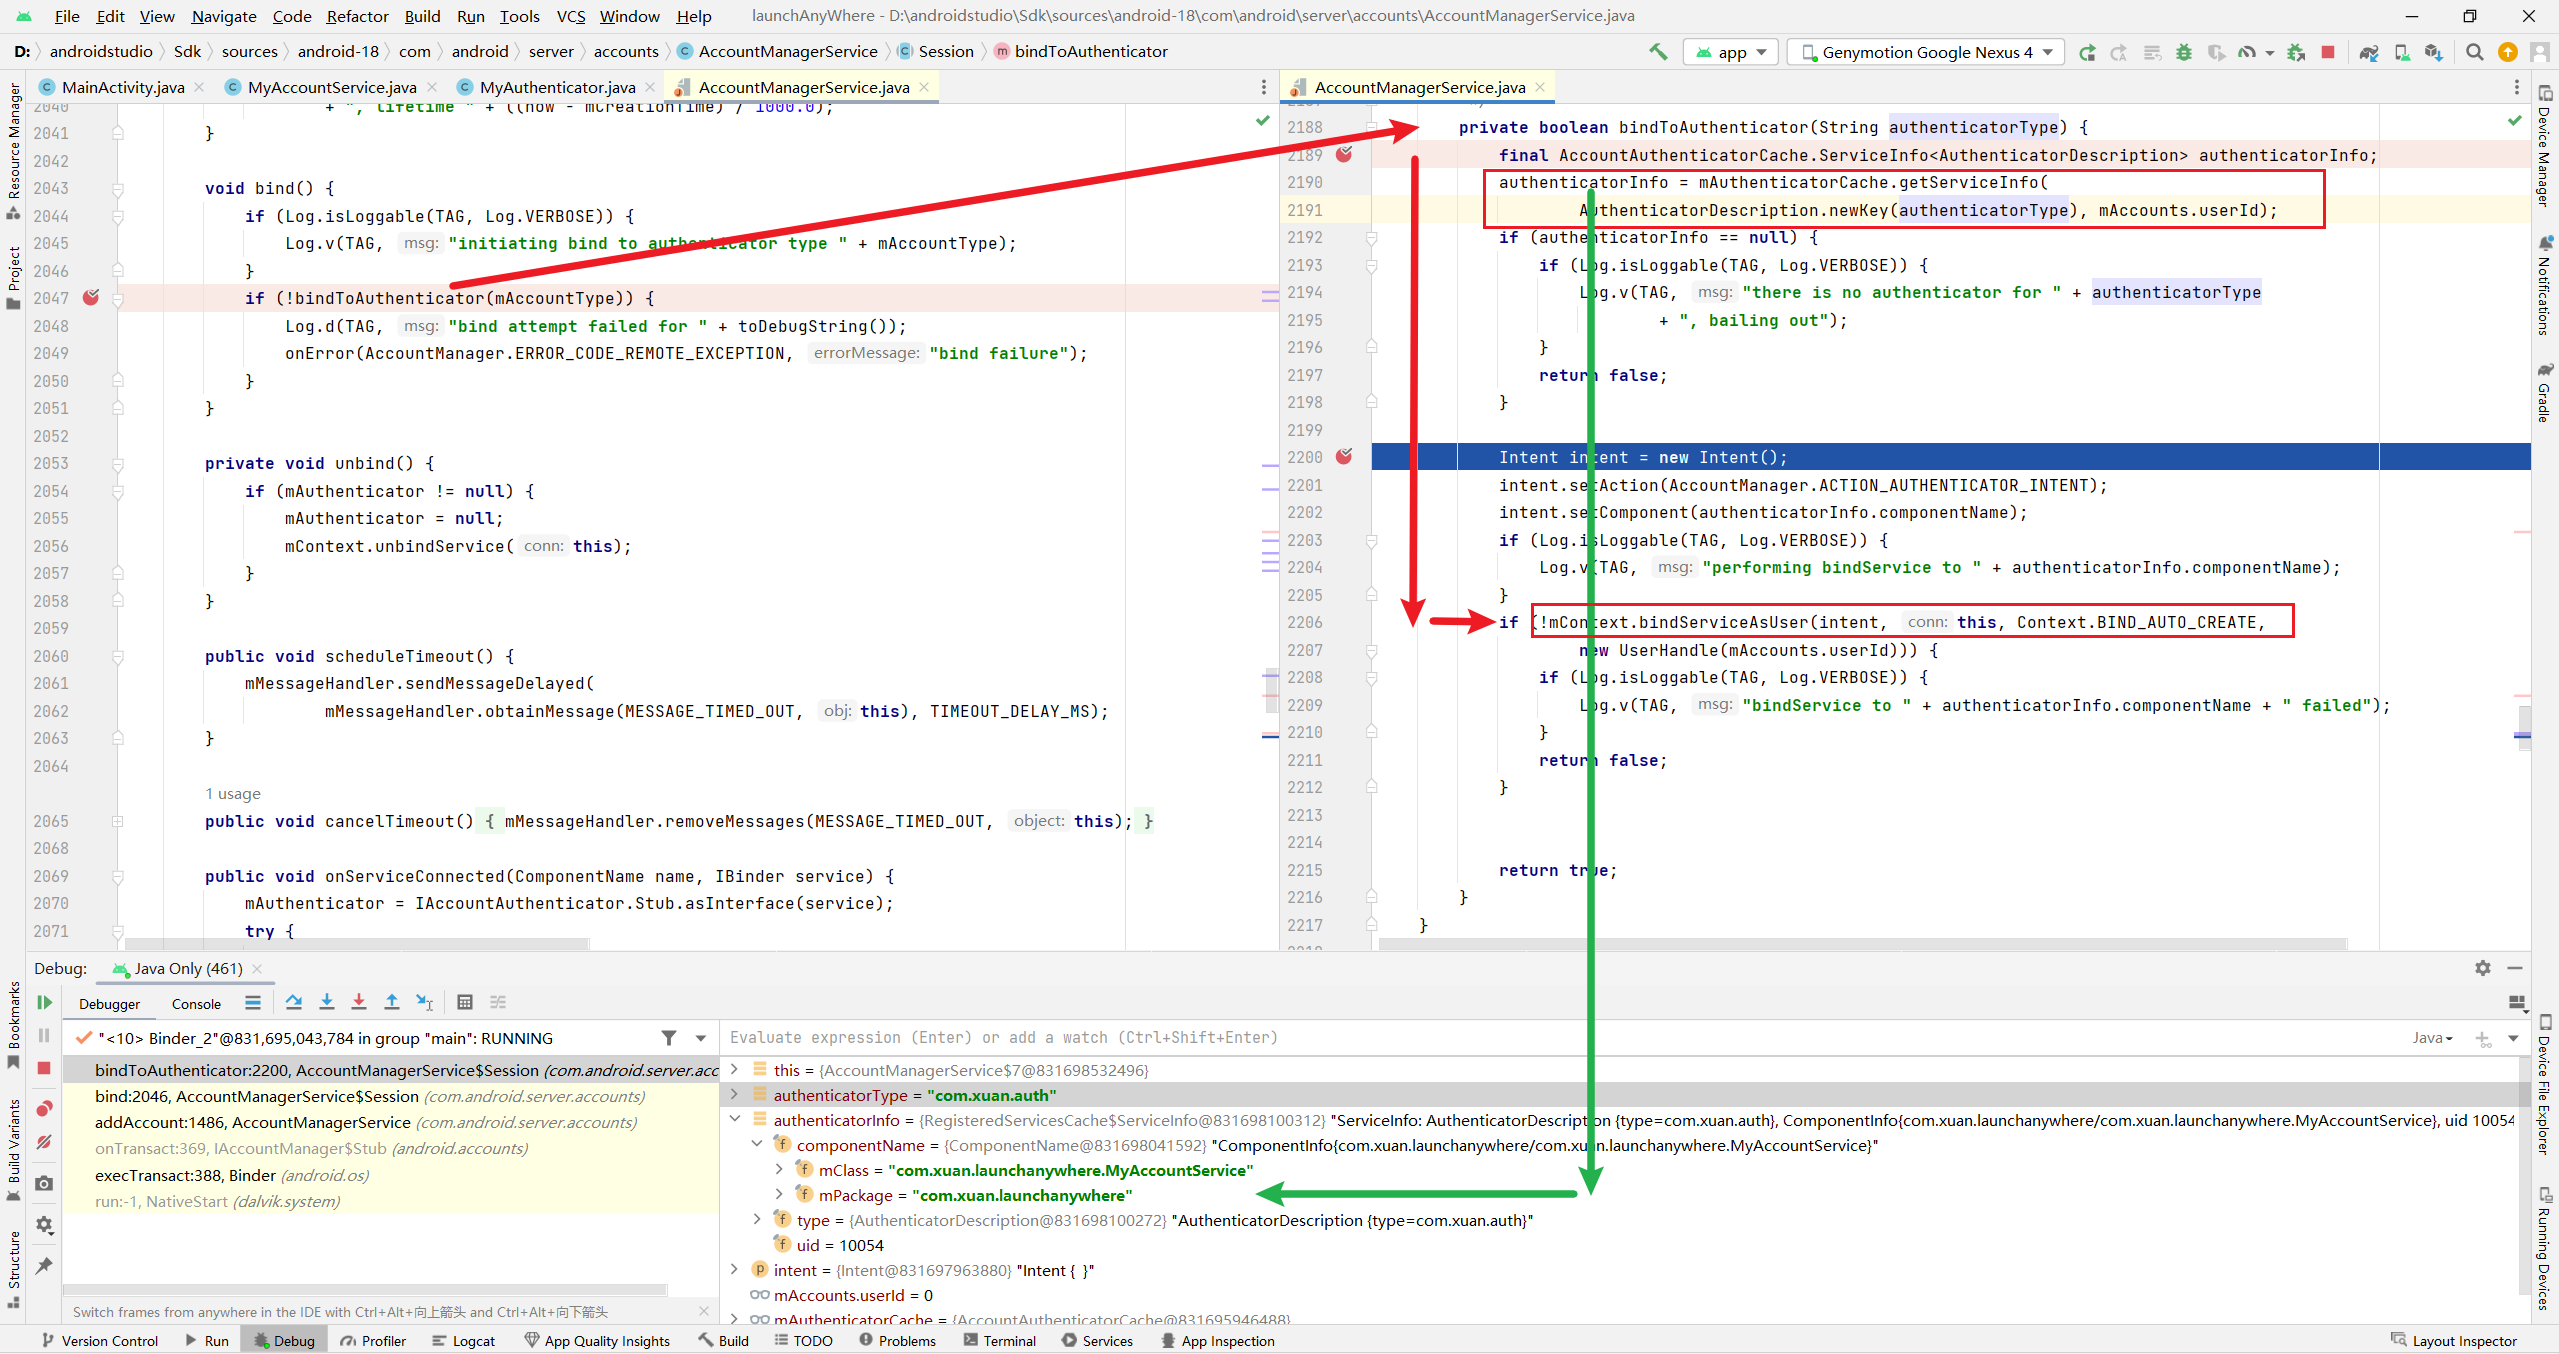 File Edit View Navigate Code Refactor Build Run Tools VCS Window Help launchAnyWhere - D:\androidstudio\Sdk\sources\android-18\com\android\server\accounts\AccountManagerService.java
D: androidstudio Sdk sources android-18 com android server accounts AccountManagerService Session bindToAuthenticator app Genymotion Google Nexus 4
MainActivity.java MyAccountService.java MyAuthenticator.java AccountManagerService.java
2040 + ", lifetime " + ((now - mCreationTime) / 1000.0);
2041 }
2042
2043 void bind() {
2044 if (Log.isLoggable(TAG, Log.VERBOSE)) {
2045 Log.v(TAG, msg: "initiating bind to authenticator type " + mAccountType);
2046 }
2047 if (!bindToAuthenticator(mAccountType)) {
2048 Log.d(TAG, msg: "bind attempt failed for " + toDebugString());
2049 onError(AccountManager.ERROR_CODE_REMOTE_EXCEPTION, errorMessage: "bind failure");
2050 }
2051 }
2052
2053 private void unbind() {
2054 if (mAuthenticator != null) {
2055 mAuthenticator = null;
2056 mContext.unbindService( conn: this);
2057 }
2058 }
2059
2060 public void scheduleTimeout() {
2061 mMessageHandler.sendMessageDelayed(
2062 mMessageHandler.obtainMessage(MESSAGE_TIMED_OUT, obj: this), TIMEOUT_DELAY_MS);
2063 }
2064
1 usage
2065 public void cancelTimeout() { mMessageHandler.removeMessages(MESSAGE_TIMED_OUT, object: this); }
2068
2069 public void onServiceConnected(ComponentName name, IBinder service) {
2070 mAuthenticator = IAccountAuthenticator.Stub.asInterface(service);
2071 try {
AccountManagerService.java
2188 private boolean bindToAuthenticator(String authenticatorType) {
2189 final AccountAuthenticatorCache.ServiceInfo<AuthenticatorDescription> authenticatorInfo;
2190 authenticatorInfo = mAuthenticatorCache.getServiceInfo(
2191 AuthenticatorDescription.newKey(authenticatorType), mAccounts.userId);
2192 if (authenticatorInfo == null) {
2193 if (Log.isLoggable(TAG, Log.VERBOSE)) {
2194 Log.v(TAG, msg: "there is no authenticator for " + authenticatorType
2195 + ", bailing out");
2196 }
2197 return false;
2198 }
2199
2200 Intent intent = new Intent();
2201 intent.setAction(AccountManager.ACTION_AUTHENTICATOR_INTENT);
2202 intent.setComponent(authenticatorInfo.componentName);
2203 if (Log.isLoggable(TAG, Log.VERBOSE)) {
2204 Log.v(TAG, msg: "performing bindService to " + authenticatorInfo.componentName);
2205 }
2206 if (!mContext.bindServiceAsUser(intent, conn: this, Context.BIND_AUTO_CREATE,
2207 new UserHandle(mAccounts.userId))) {
2208 if (Log.isLoggable(TAG, Log.VERBOSE)) {
2209 Log.v(TAG, msg: "bindService to " + authenticatorInfo.componentName + " failed");
2210 }
2211 return false;
2212 }
2213
2214
2215 return true;
2216 }
2217 }
Resource Manager
Project
Bookmarks
Build Variants
Structure
Device Manager
Notifications
Gradle
Device File Explorer
Running Devices
Debug: Java Only (461)
Debugger Console
"<10> Binder_2"@831,695,043,784 in group "main": RUNNING
bindToAuthenticator:2200, AccountManagerService$Session (com.android.server.acc
bind:2046, AccountManagerService$Session (com.android.server.accounts)
addAccount:1486, AccountManagerService (com.android.server.accounts)
onTransact:369, IAccountManager$Stub (android.accounts)
execTransact:388, Binder (android.os)
run:-1, NativeStart (dalvik.system)
Switch frames from anywhere in the IDE with Ctrl+Alt+向上箭头 and Ctrl+Alt+向下箭头
Evaluate expression (Enter) or add a watch (Ctrl+Shift+Enter) Java
this = {AccountManagerService$7@831698532496}
authenticatorType = "com.xuan.auth"
authenticatorInfo = {RegisteredServicesCache$ServiceInfo@831698100312} "ServiceInfo: AuthenticatorDescription {type=com.xuan.auth}, ComponentInfo{com.xuan.launchanywhere/com.xuan.launchanywhere.MyAccountService}, uid 10054
componentName = {ComponentName@831698041592} "ComponentInfo{com.xuan.launchanywhere/com.xuan.launchanywhere.MyAccountService}"
mClass = "com.xuan.launchanywhere.MyAccountService"
mPackage = "com.xuan.launchanywhere"
type = {AuthenticatorDescription@831698100272} "AuthenticatorDescription {type=com.xuan.auth}"
uid = 10054
intent = {Intent@831697963880} "Intent { }"
mAccounts.userId = 0
mAuthenticatorCache = {AccountAuthenticatorCache@831695946488}
Version Control Run Debug Profiler Logcat App Quality Insights Build TODO Problems Terminal Services App Inspection Layout Inspector